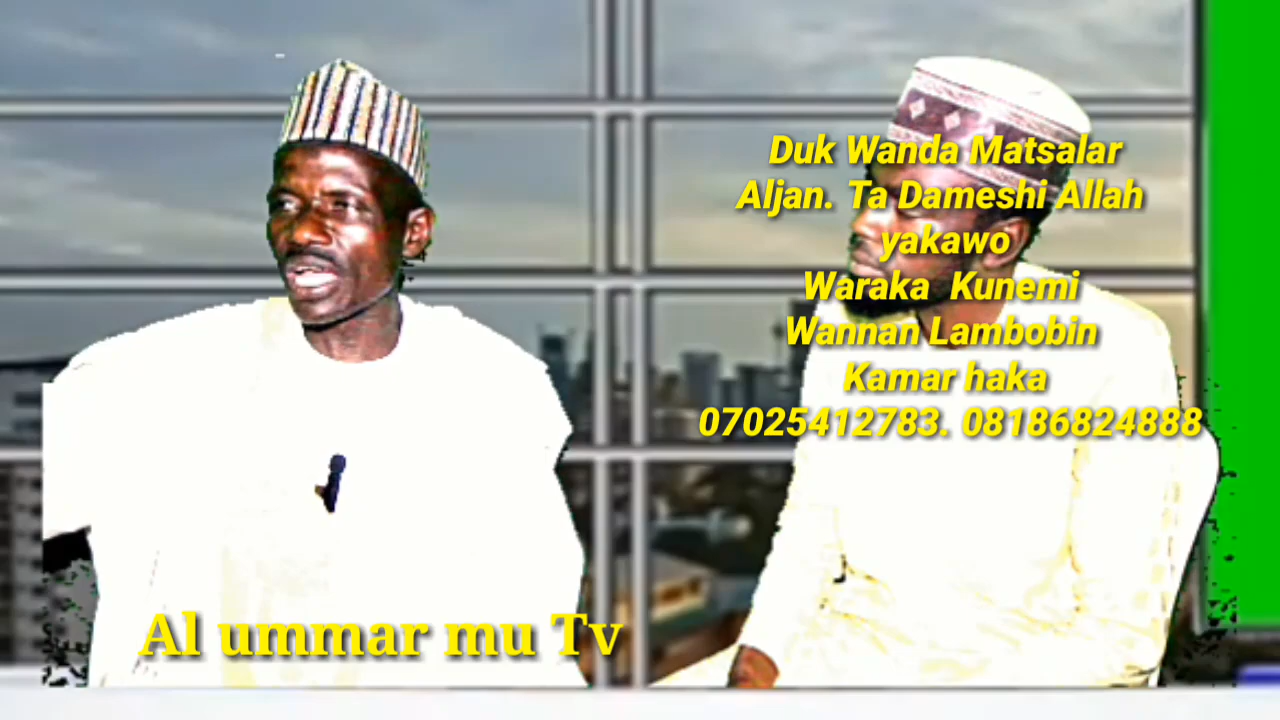 Duk Wanda Matsalar
Aljan. Ta Dameshi Allah
yakawo
Waraka Kunemi
Wannan Lambobin
Kamar haka
07025412783. 08186824888
Al ummar mu Tv